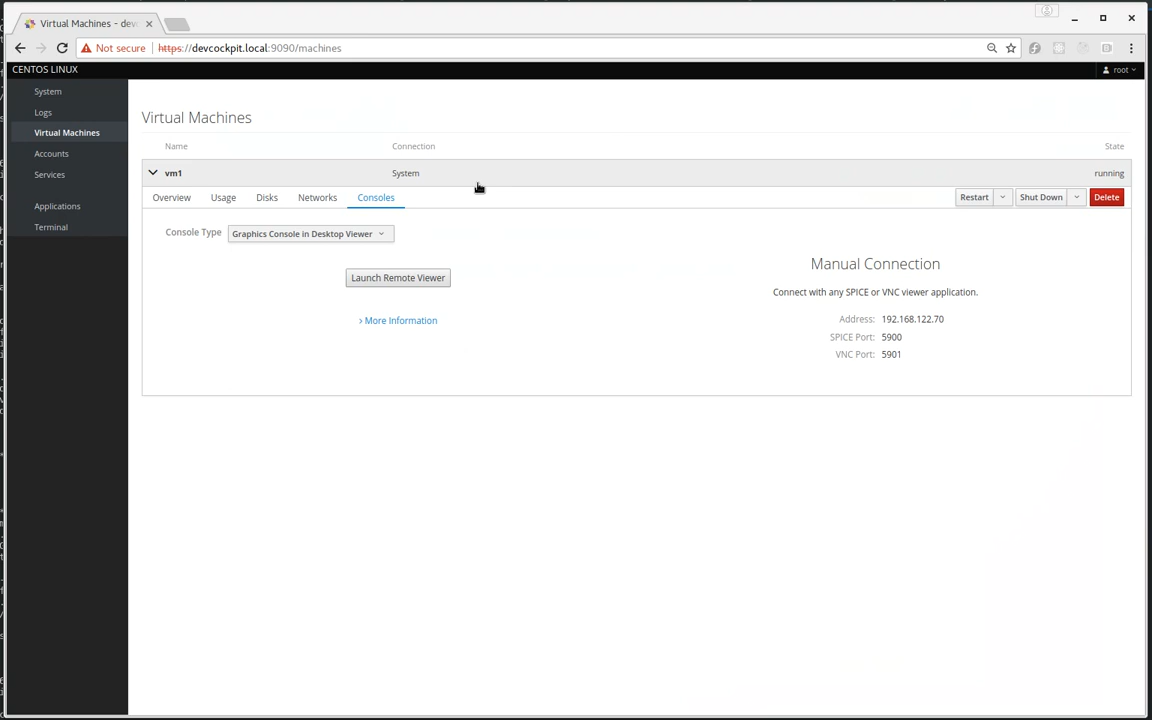 Virtual Machines - dev
Not secure | https://devcockpit.local:9090/machines
CENTOS LINUX
root
System
Logs
Virtual Machines
Accounts
Services
Applications
Terminal
Virtual Machines
Name Connection State
vm1 System running
Overview Usage Disks Networks Consoles Restart Shut Down Delete
Console Type Graphics Console in Desktop Viewer
Launch Remote Viewer
More Information
Manual Connection
Connect with any SPICE or VNC viewer application.
Address: 192.168.122.70
SPICE Port: 5900
VNC Port: 5901